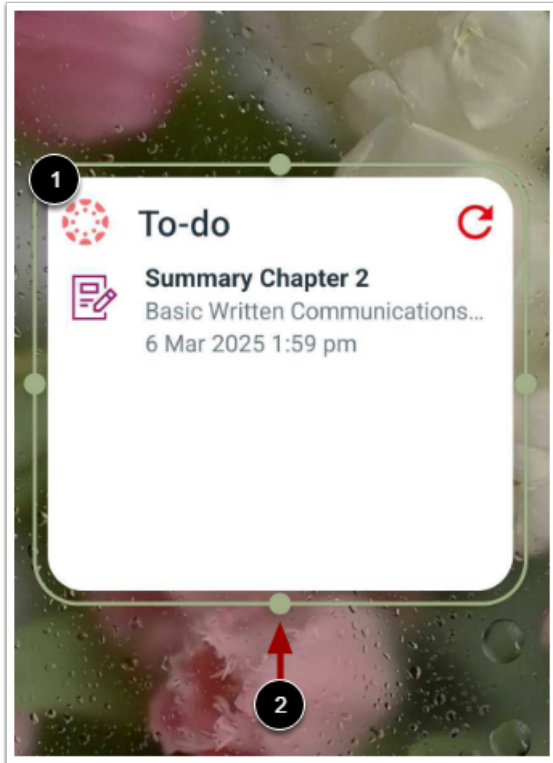 1
To-do
Summary Chapter 2
Basic Written Communications...
6 Mar 2025 1:59 pm
2